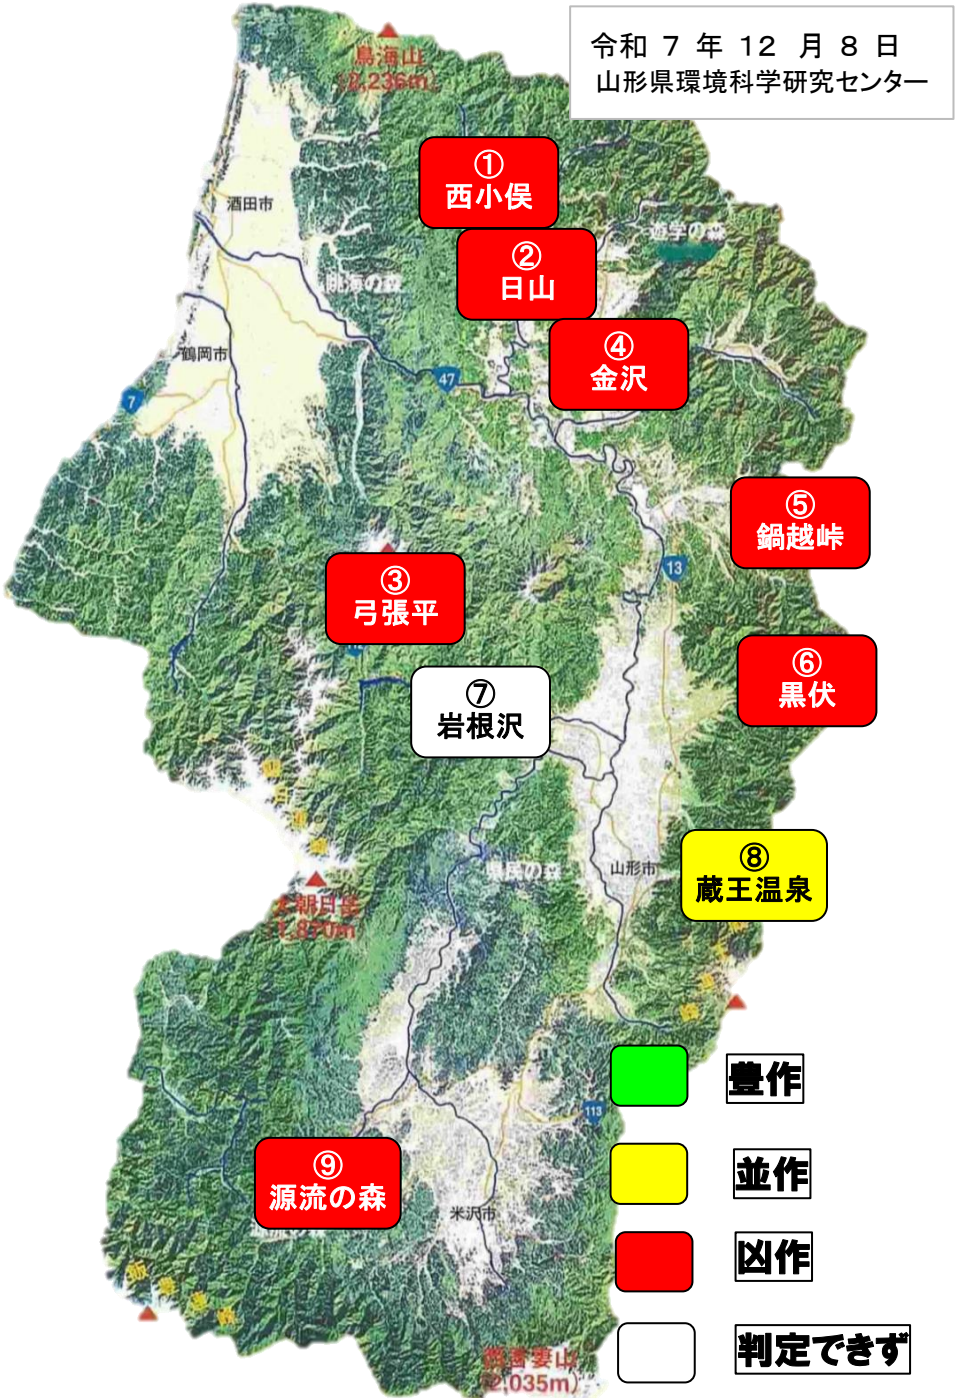 令和 7 年 12 月 8 日
山形県環境科学研究センター
鳥海山
(2,236m)
①
西小俣
酒田市
遊学の森
②
日山
眺海の森
④
金沢
鶴岡市
47
7
⑤
鍋越峠
13
③
弓張平
112
⑥
黒伏
⑦
岩根沢
⑧
蔵王温泉
山形市
県民の森
大朝日岳
1,870m
豊作
113
並作
⑨
源流の森
米沢市
凶作
判定できず
西吾妻山
(2,035m)